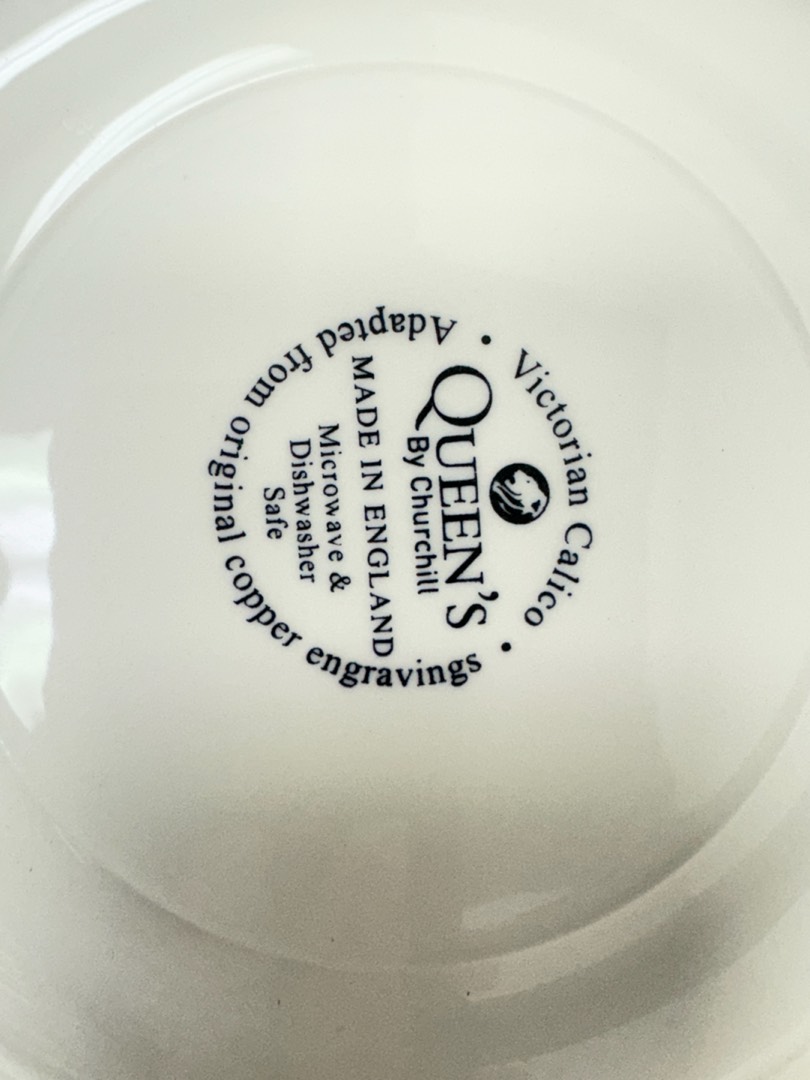 Victorian Calico •
QUEEN'S
By Churchill
MADE IN ENGLAND
Microwave &
Dishwasher
Safe
Adapted from original copper engravings •